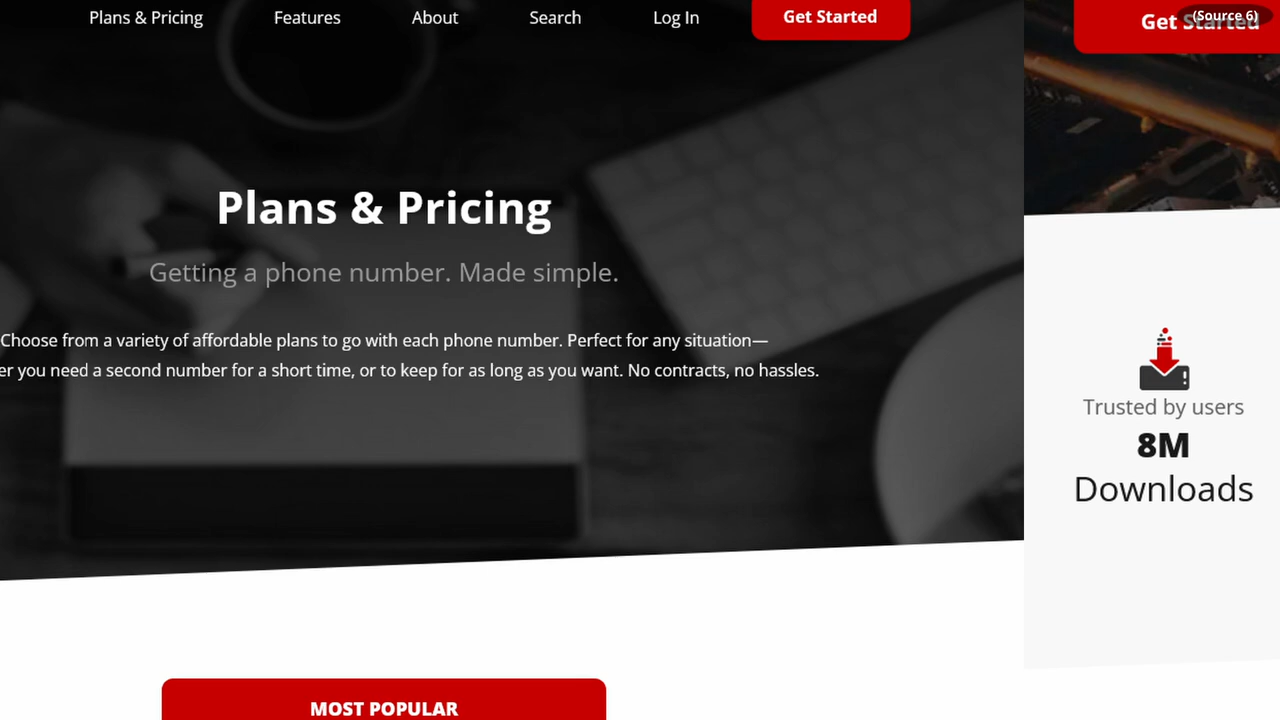 Plans & Pricing
Features
About
Search
Log In
Get Started
Get Started
(Source 6)
Plans & Pricing
Getting a phone number. Made simple.
Choose from a variety of affordable plans to go with each phone number. Perfect for any situation—
you need a second number for a short time, or to keep for as long as you want. No contracts, no hassles.
Trusted by users
8M
Downloads
MOST POPULAR